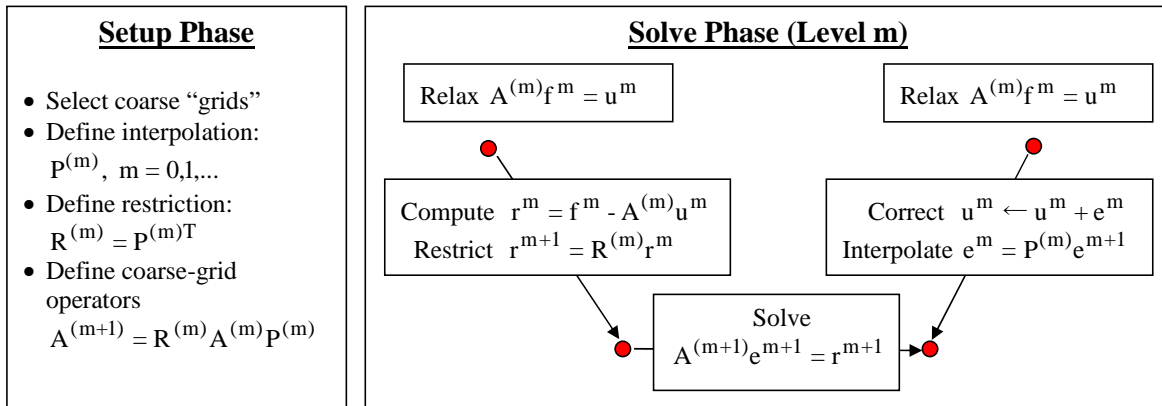 Setup Phase
• Select coarse “grids”
• Define interpolation:
P^(m), m = 0,1,...
• Define restriction:
R^(m) = P^(m)T
• Define coarse-grid
operators
A^(m+1) = R^(m)A^(m)P^(m)
Solve Phase (Level m)
Relax A^(m)f^m = u^m
Relax A^(m)f^m = u^m
Compute r^m = f^m - A^(m)u^m
Restrict r^m+1 = R^(m)r^m
Correct u^m ← u^m + e^m
Interpolate e^m = P^(m)e^m+1
Solve
A^(m+1)e^m+1 = r^m+1